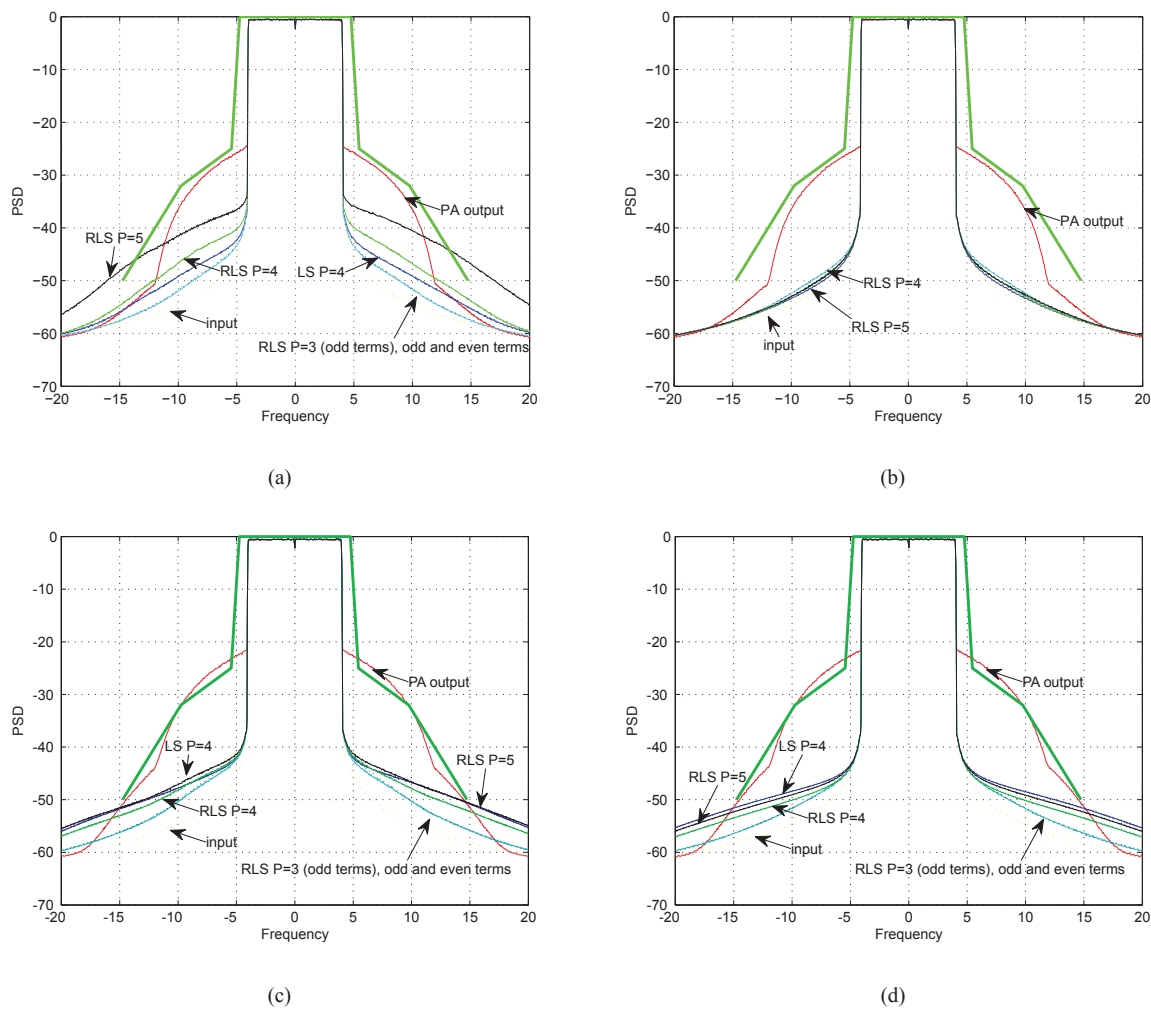 0
−10
−20
−30
−40
−50
−60
−70
PSD
−20 −15 −10 −5 0 5 10 15 20
Frequency
PA output
RLS P=5
RLS P=4
LS P=4
input
RLS P=3 (odd terms), odd and even terms
(a)
0
−10
−20
−30
−40
−50
−60
−70
PSD
−20 −15 −10 −5 0 5 10 15 20
Frequency
PA output
RLS P=4
RLS P=5
input
(b)
0
-10
-20
-30
-40
-50
-60
-70
PSD
-20 -15 -10 -5 0 5 10 15 20
Frequency
PA output
LS P=4
RLS P=5
RLS P=4
input
RLS P=3 (odd terms), odd and even terms
(c)
0
-10
-20
-30
-40
-50
-60
-70
PSD
-20 -15 -10 -5 0 5 10 15 20
Frequency
PA output
LS P=4
RLS P=5
RLS P=4
input
RLS P=3 (odd terms), odd and even terms
(d)